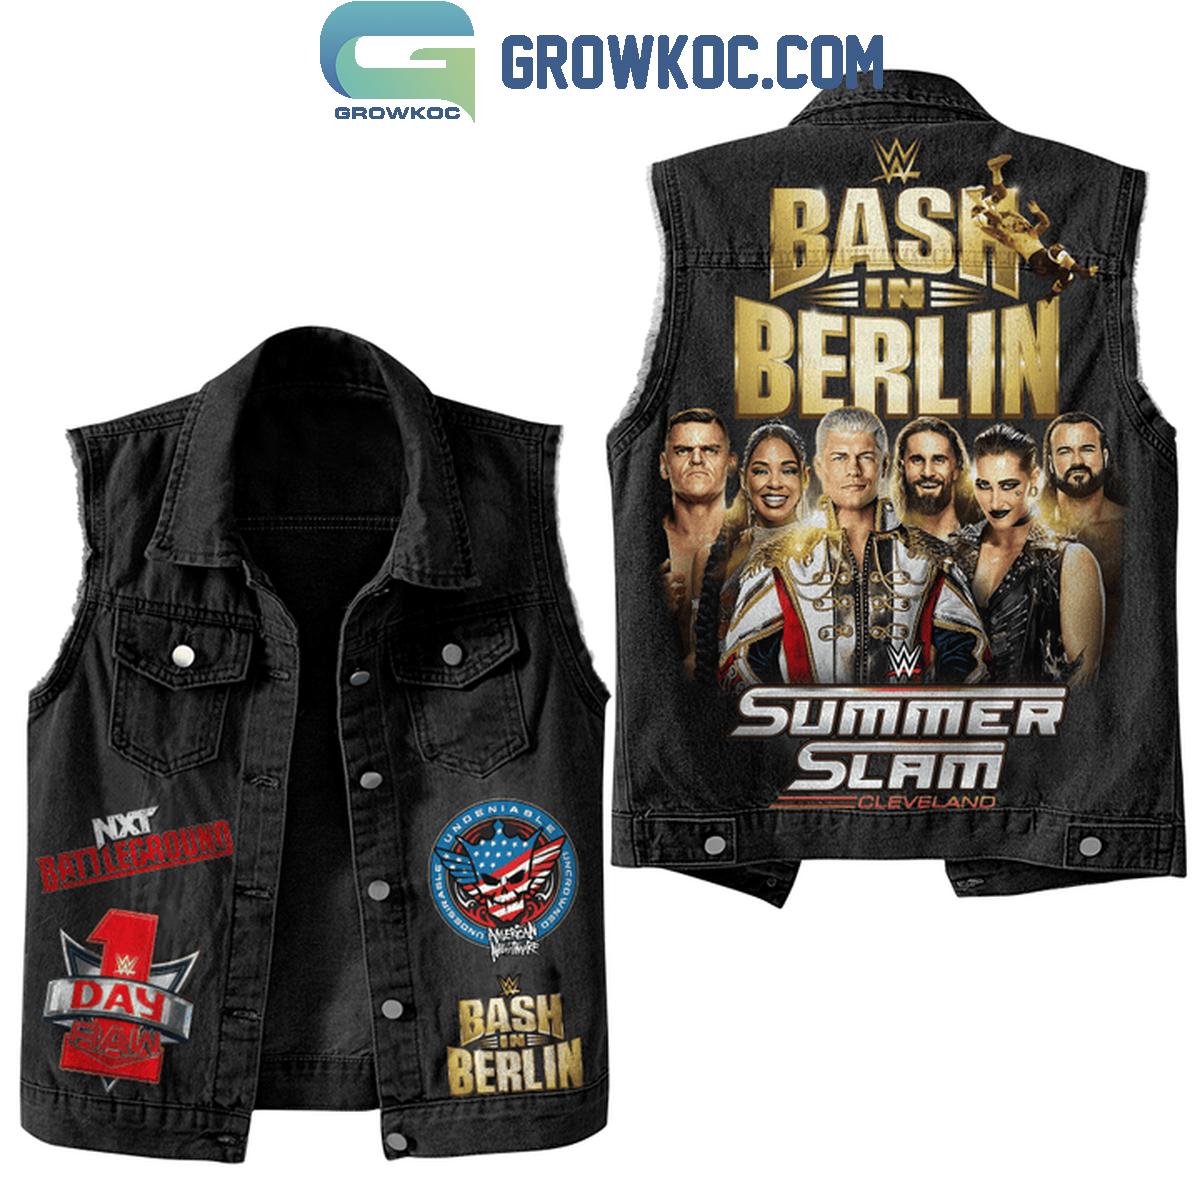 GROWKOC
GROWKOC.COM
W
BASH
IN
BERLIN
W
SUMMER
SLAM
CLEVELAND
NXT
BATTLEGROUND
W
DAY
1
RAW
UNDENIABLE
UNDESIRABLE
UNCROWNED
AMERICAN
NIGHTMARE
W
BASH
IN
BERLIN